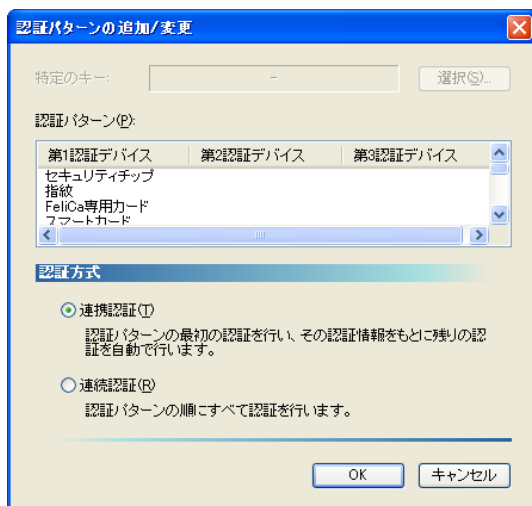 認証パターンの追加/変更
特定のキー: - 選択(S)...
認証パターン(P):
第1認証デバイス 第2認証デバイス 第3認証デバイス
セキュリティチップ
指紋
FeliCa専用カード
スマートカード
認証方式
連携認証(T)
認証パターンの最初の認証を行い、その認証情報をもとに残りの認
証を自動で行います。
連続認証(R)
認証パターンの順にすべて認証を行います。
OK キャンセル